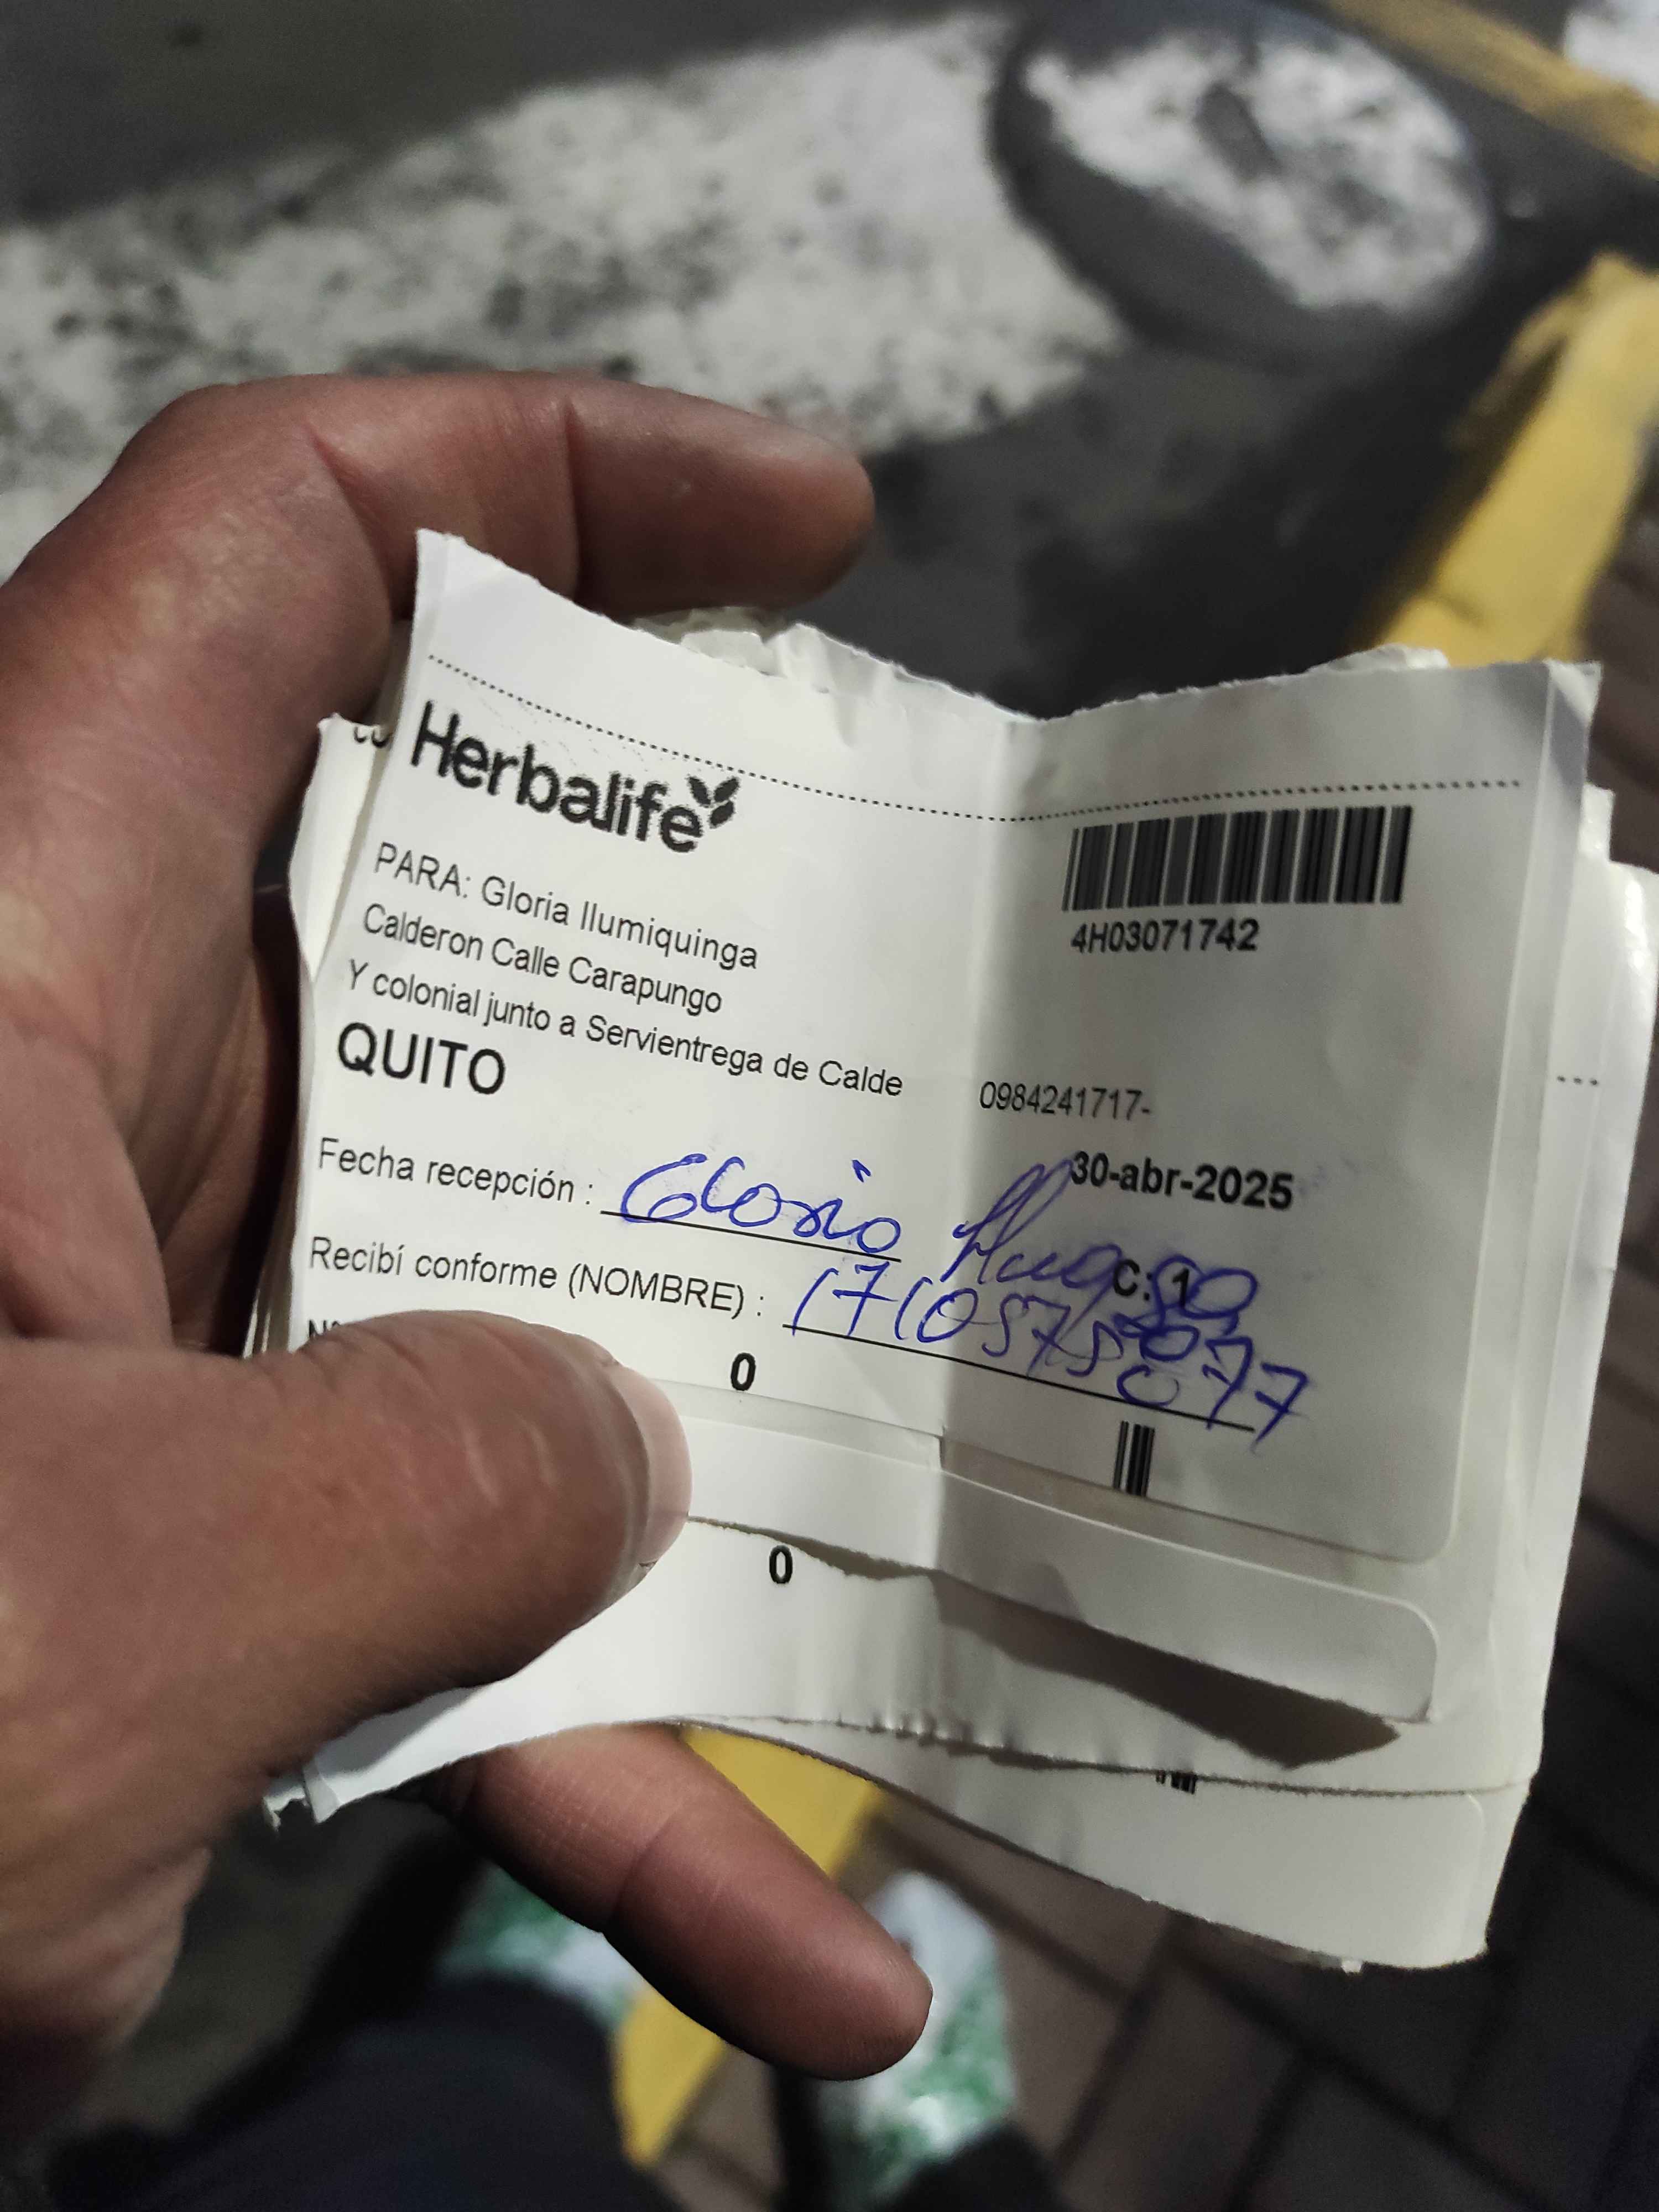 Herbalife
4H03071742
PARA: Gloria Ilumiquinga
Calderon Calle Carapungo
Y colonial junto a Servientrega de Calde
0984241717-
QUITO
30-abr-2025
Fecha recepción : Gloria
C: 1
Recibí conforme (NOMBRE) :
0
0